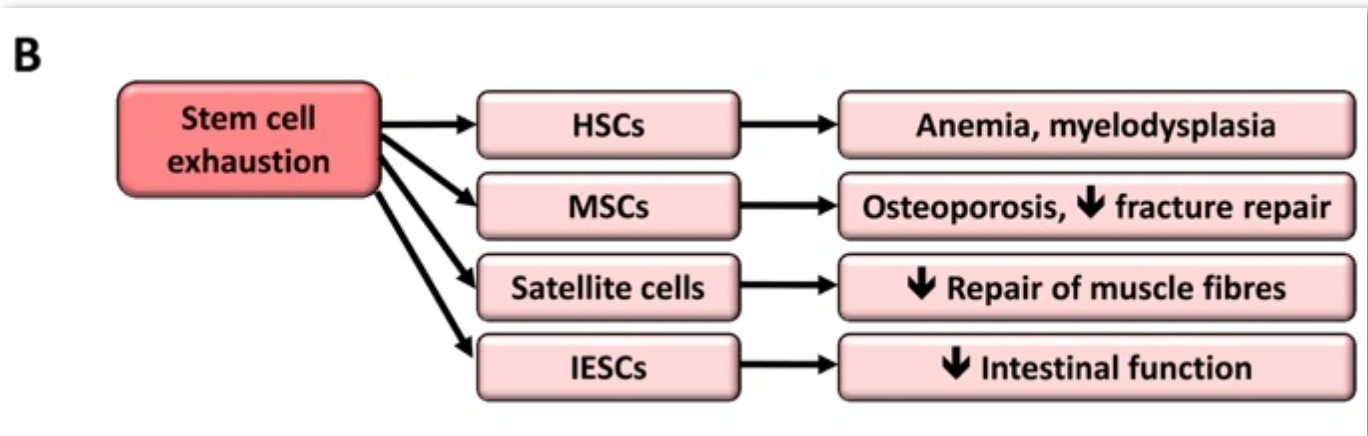 B
Stem cell
exhaustion
HSCs
Anemia, myelodysplasia
MSCs
Osteoporosis, ↓ fracture repair
Satellite cells
↓ Repair of muscle fibres
IESCs
↓ Intestinal function